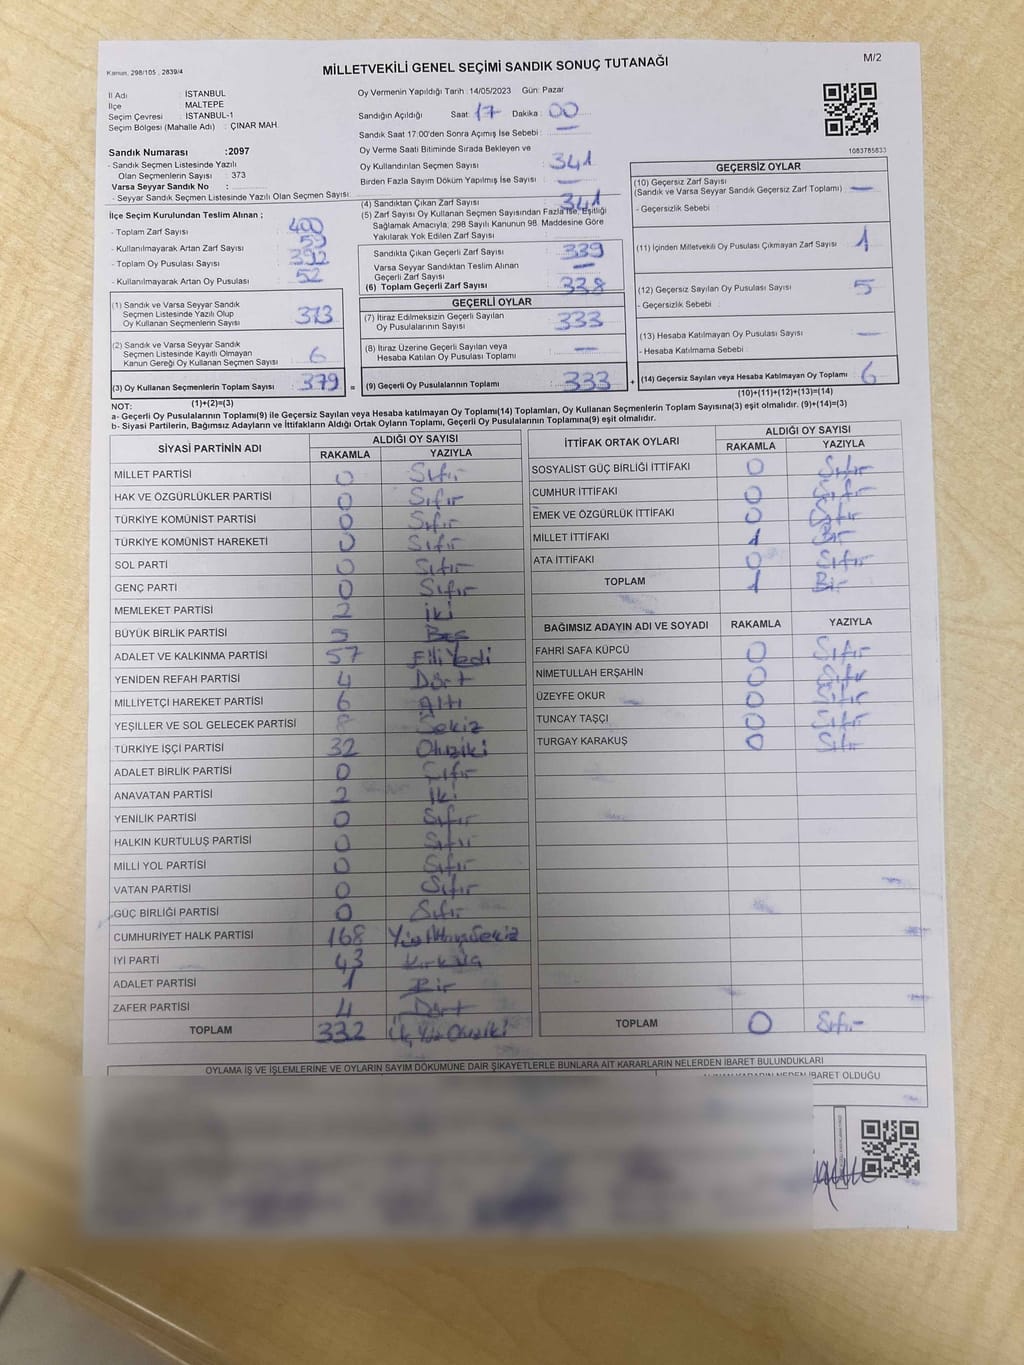 Kanun, 298/105 , 2839/4
MİLLETVEKİLİ GENEL SEÇİMİ SANDIK SONUÇ TUTANAĞI
M/2
İl Adı : İSTANBUL
İlçe : MALTEPE
Seçim Çevresi : İSTANBUL-1
Seçim Bölgesi (Mahalle Adı) : ÇINAR MAH.
Sandık Numarası :2097
- Sandık Seçmen Listesinde Yazılı
Olan Seçmenlerin Sayısı : 373
Varsa Seyyar Sandık No :
- Seyyar Sandık Seçmen Listesinde Yazılı Olan Seçmen Sayısı:
Oy Vermenin Yapıldığı Tarih :14/05/2023 Gün: Pazar
Sandığın Açıldığı Saat: 17 Dakika : 00
Sandık Saat 17:00'den Sonra Açımış İse Sebebi : —
Oy Verme Saati Bitiminde Sırada Bekleyen ve
Oy Kullandırılan Seçmen Sayısı : 341
Birden Fazla Sayım Döküm Yapılmış İse Sayısı : —
1083785833
İlçe Seçim Kurulundan Teslim Alınan ;
- Toplam Zarf Sayısı : 400
- Kullanılmayarak Artan Zarf Sayısı : 59
- Toplam Oy Pusulası Sayısı : 392
- Kullanılmayarak Artan Oy Pusulası : 52
(1) Sandık ve Varsa Seyyar Sandık
Seçmen Listesinde Yazılı Olup
Oy Kullanan Seçmenlerin Sayısı : 373
(2) Sandık ve Varsa Seyyar Sandık
Seçmen Listesinde Kayıtlı Olmayan
Kanun Gereği Oy Kullanan Seçmen Sayısı : 6
(3) Oy Kullanan Seçmenlerin Toplam Sayısı : 379 =
(1)+(2)=(3)
(4) Sandıktan Çıkan Zarf Sayısı : 341
(5) Zarf Sayısı Oy Kullanan Seçmen Sayısından Fazla İse, Eşitliği
Sağlamak Amacıyla; 298 Sayılı Kanunun 98. Maddesine Göre
Yakılarak Yok Edilen Zarf Sayısı :
Sandıkta Çıkan Geçerli Zarf Sayısı : 339
Varsa Seyyar Sandıktan Teslim Alınan
Geçerli Zarf Sayısı : —
(6) Toplam Geçerli Zarf Sayısı : 338
GEÇERLİ OYLAR
(7) İtiraz Edilmeksizin Geçerli Sayılan
Oy Pusulalarının Sayısı : 333
(8) İtiraz Üzerine Geçerli Sayılan veya
Hesaba Katılan Oy Pusulası Toplamı : —
(9) Geçerli Oy Pusulalarının Toplamı : 333 +
GEÇERSİZ OYLAR
(10) Geçersiz Zarf Sayısı
(Sandık ve Varsa Seyyar Sandık Geçersiz Zarf Toplamı) : —
- Geçersizlik Sebebi :
(11) İçinden Milletvekili Oy Pusulası Çıkmayan Zarf Sayısı : 1
(12) Geçersiz Sayılan Oy Pusulası Sayısı : 5
- Geçersizlik Sebebi :
(13) Hesaba Katılmayan Oy Pusulası Sayısı : —
- Hesaba Katılmama Sebebi :
(14) Geçersiz Sayılan veya Hesaba Katılmayan Oy Toplamı : 6
(10)+(11)+(12)+(13)=(14)
NOT:
a- Geçerli Oy Pusulalarının Toplamı(9) ile Geçersiz Sayılan veya Hesaba katılmayan Oy Toplamı(14) Toplamları, Oy Kullanan Seçmenlerin Toplam Sayısına(3) eşit olmalıdır. (9)+(14)=(3)
b- Siyasi Partilerin, Bağımsız Adayların ve İttifakların Aldığı Ortak Oyların Toplamı, Geçerli Oy Pusulalarının Toplamına(9) eşit olmalıdır.
SİYASİ PARTİNİN ADI
ALDIĞI OY SAYISI
RAKAMLA YAZIYLA
MİLLET PARTİSİ 0 Sıfır
HAK VE ÖZGÜRLÜKLER PARTİSİ 0 Sıfır
TÜRKİYE KOMÜNİST PARTİSİ 0 Sıfır
TÜRKİYE KOMÜNİST HAREKETİ 0 Sıfır
SOL PARTİ 0 Sıfır
GENÇ PARTİ 0 Sıfır
MEMLEKET PARTİSİ 2 İki
BÜYÜK BİRLİK PARTİSİ 5 Beş
ADALET VE KALKINMA PARTİSİ 57 Elli Yedi
YENİDEN REFAH PARTİSİ 4 Dört
MİLLİYETÇİ HAREKET PARTİSİ 6 Altı
YEŞİLLER VE SOL GELECEK PARTİSİ 8 Sekiz
TÜRKİYE İŞÇİ PARTİSİ 32 Otuziki
ADALET BİRLİK PARTİSİ 0 Sıfır
ANAVATAN PARTİSİ 2 İki
YENİLİK PARTİSİ 0 Sıfır
HALKIN KURTULUŞ PARTİSİ 0 Sıfır
MİLLİ YOL PARTİSİ 0 Sıfır
VATAN PARTİSİ 0 Sıfır
GÜÇ BİRLİĞİ PARTİSİ 0 Sıfır
CUMHURİYET HALK PARTİSİ 168 YüzAltmışSekiz
İYİ PARTİ 43 Kırküç
ADALET PARTİSİ 1 Bir
ZAFER PARTİSİ 4 Dört
TOPLAM 332 Üç Yüz Otuziki
İTTİFAK ORTAK OYLARI
ALDIĞI OY SAYISI
RAKAMLA YAZIYLA
SOSYALİST GÜÇ BİRLİĞİ İTTİFAKI 0 Sıfır
CUMHUR İTTİFAKI 0 Sıfır
EMEK VE ÖZGÜRLÜK İTTİFAKI 0 Sıfır
MİLLET İTTİFAKI 1 Bir
ATA İTTİFAKI 0 Sıfır
TOPLAM 1 Bir
BAĞIMSIZ ADAYIN ADI VE SOYADI RAKAMLA YAZIYLA
FAHRİ SAFA KÜPCÜ 0 Sıfır
NİMETULLAH ERŞAHİN 0 Sıfır
ÜZEYFE OKUR 0 Sıfır
TUNCAY TAŞÇI 0 Sıfır
TURGAY KARAKUŞ 0 Sıfır
TOPLAM 0 Sıfır
OYLAMA İŞ VE İŞLEMLERİNE VE OYLARIN SAYIM DÖKÜMÜNE DAİR ŞİKAYETLERLE BUNLARA AİT KARARLARIN NELERDEN İBARET BULUNDUKLARI
ALINAN KARARIN NEDEN İBARET OLDUĞU